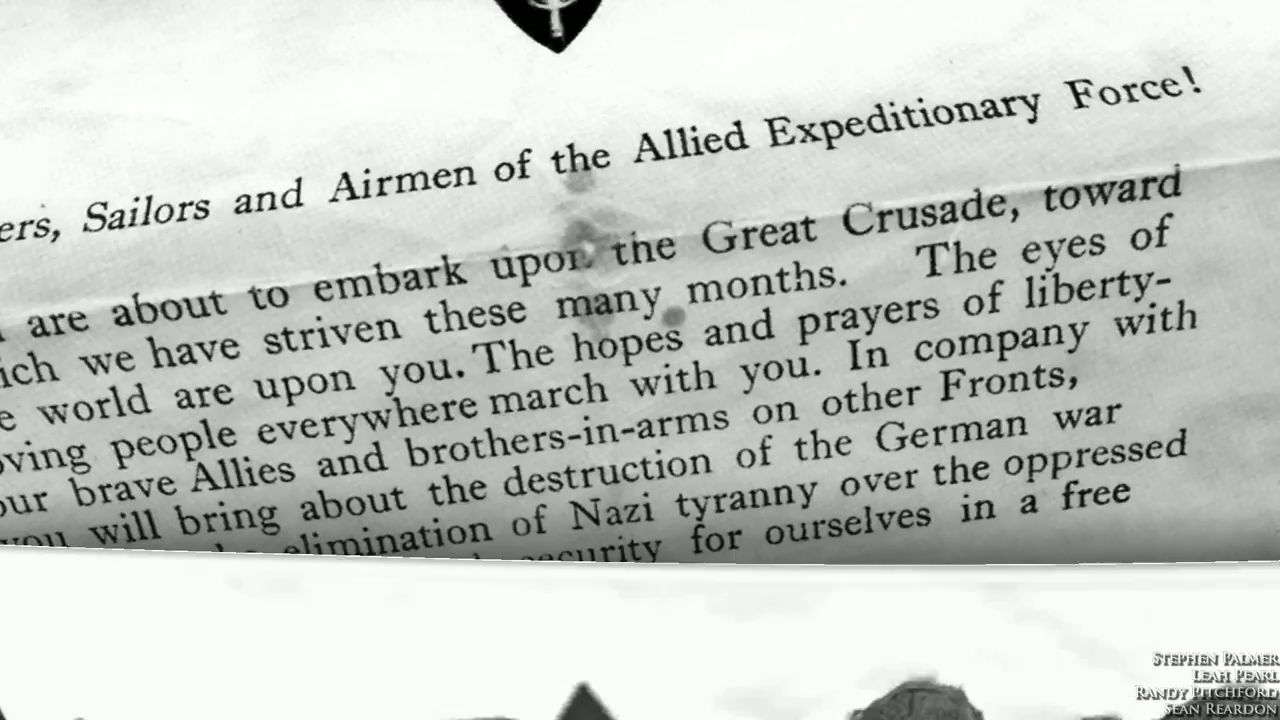 ers, Sailors and Airmen of the Allied Expeditionary Force!
are about to embark upon the Great Crusade, toward
ich we have striven these many months. The eyes of
e world are upon you. The hopes and prayers of liberty-
oving people everywhere march with you. In company with
our brave Allies and brothers-in-arms on other Fronts,
you will bring about the destruction of the German war
elimination of Nazi tyranny over the oppressed
security for ourselves in a free
STEPHEN PALMER
LEAH PEARL
RANDY PITCHFORD
SEAN REARDON